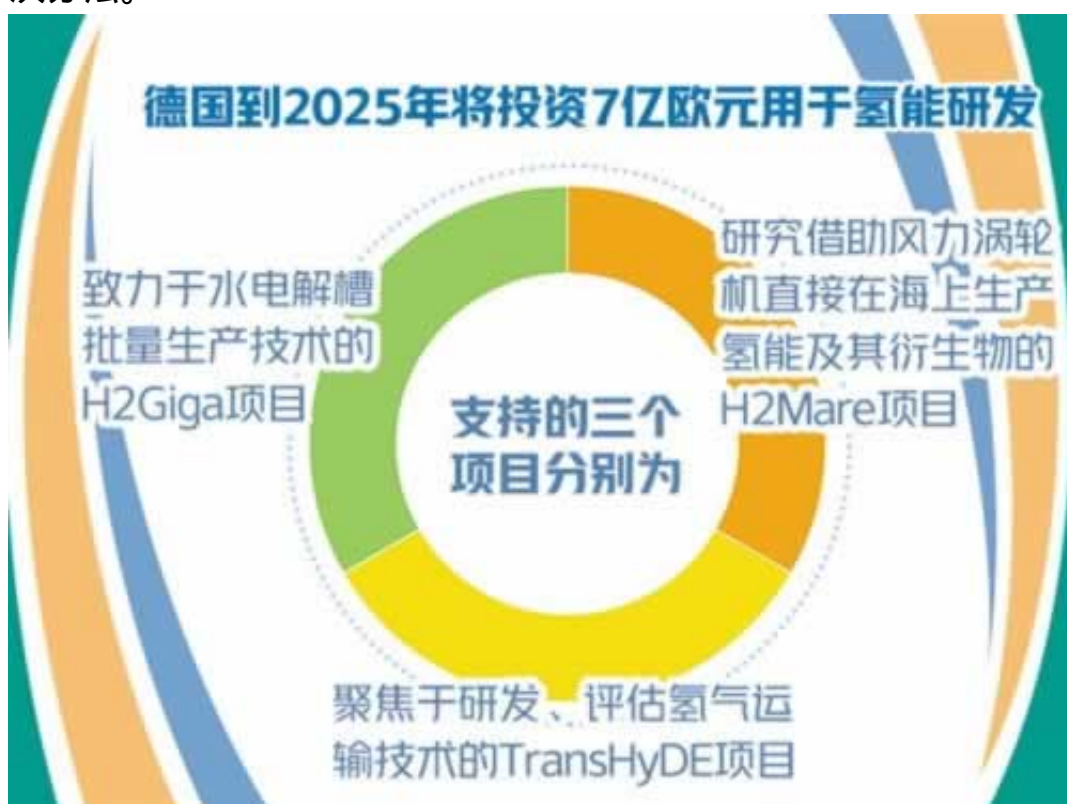 德国到2025年将投资7亿欧元用于氢能研发
致力于水电解槽
批量生产技术的
H2Giga项目
研究借助风力涡轮
机直接在海上生产
氢能及其衍生物的
H2Mare项目
支持的三个
项目分别为
聚焦于研发、评估氢气运
输技术的TransHyDE项目